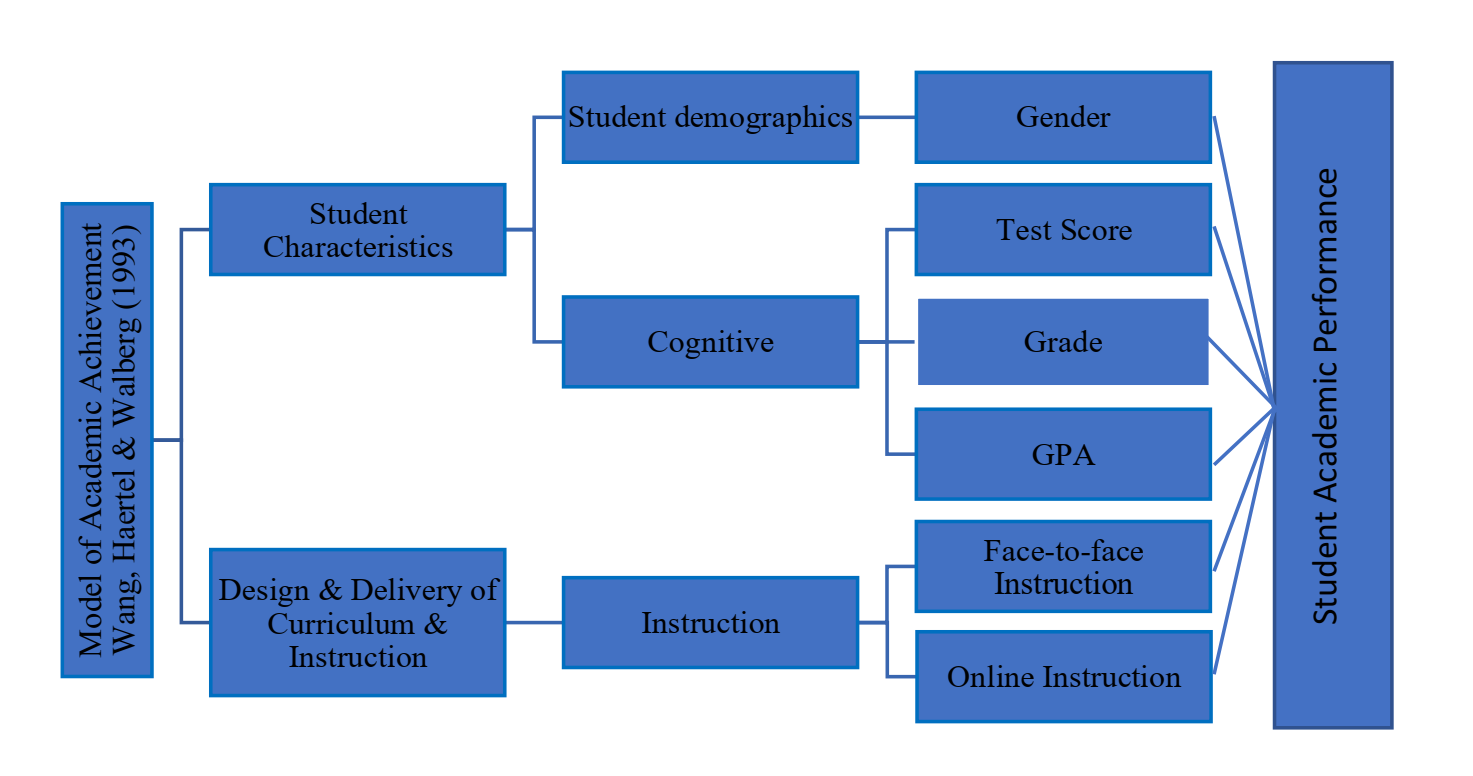 Model of Academic Achievement
Wang, Haertel & Walberg (1993)
Student
Characteristics
Design & Delivery of
Curriculum &
Instruction
Student demographics
Cognitive
Instruction
Gender
Test Score
Grade
GPA
Face-to-face
Instruction
Online Instruction
Student Academic Performance